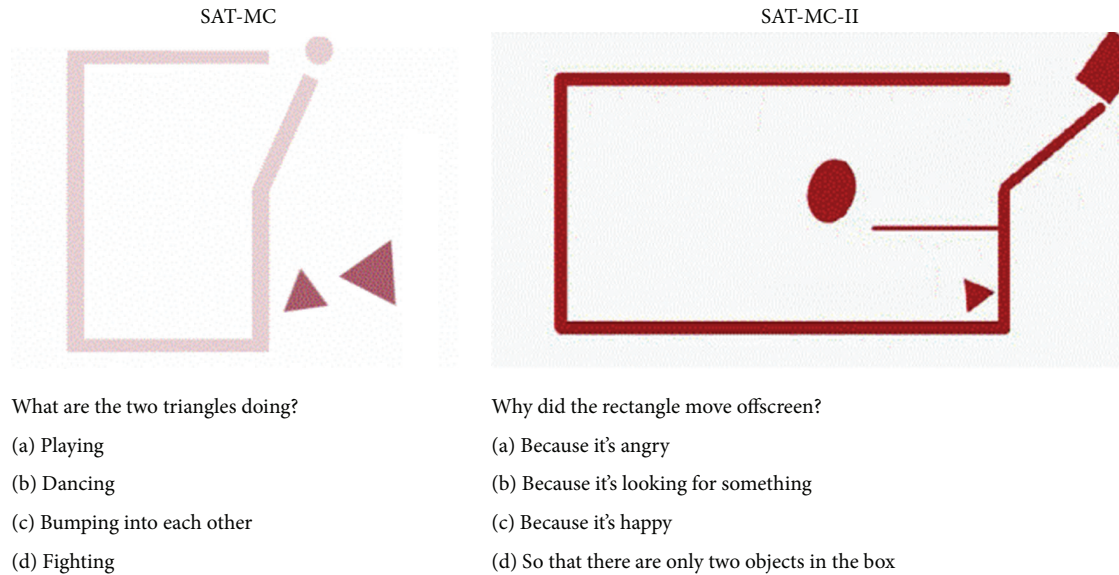 SAT-MC
What are the two triangles doing?
(a) Playing
(b) Dancing
(c) Bumping into each other
(d) Fighting
SAT-MC-II
Why did the rectangle move offscreen?
(a) Because it's angry
(b) Because it's looking for something
(c) Because it's happy
(d) So that there are only two objects in the box